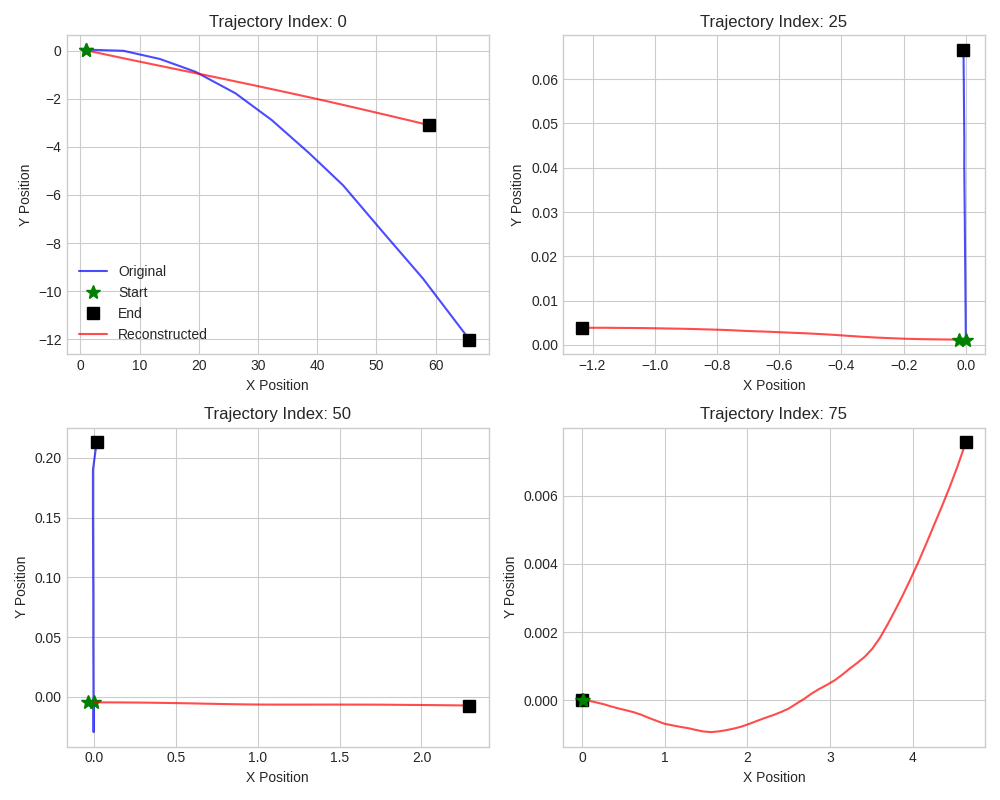 Trajectory Index: 0
0
−2
−4
−6
−8
−10
−12
Y Position
Original
Start
End
Reconstructed
0 10 20 30 40 50 60
X Position
Trajectory Index: 25
0.06
0.05
0.04
0.03
0.02
0.01
0.00
Y Position
−1.2 −1.0 −0.8 −0.6 −0.4 −0.2 0.0
X Position
Trajectory Index: 50
0.20
0.15
0.10
0.05
0.00
Y Position
0.0 0.5 1.0 1.5 2.0
X Position
Trajectory Index: 75
0.006
0.004
0.002
0.000
Y Position
0 1 2 3 4
X Position